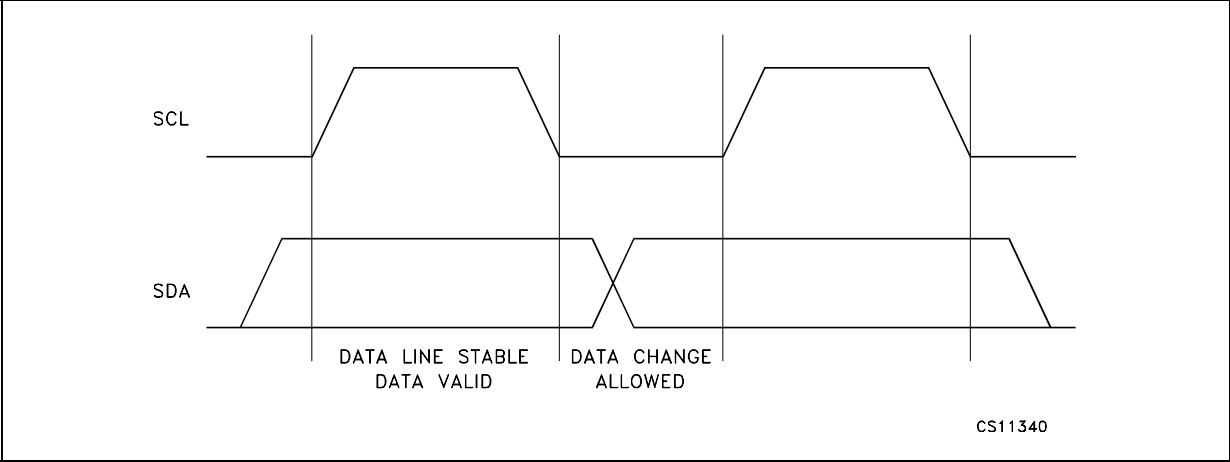 SCL
SDA
DATA LINE STABLE
DATA VALID
DATA CHANGE
ALLOWED
CS11340